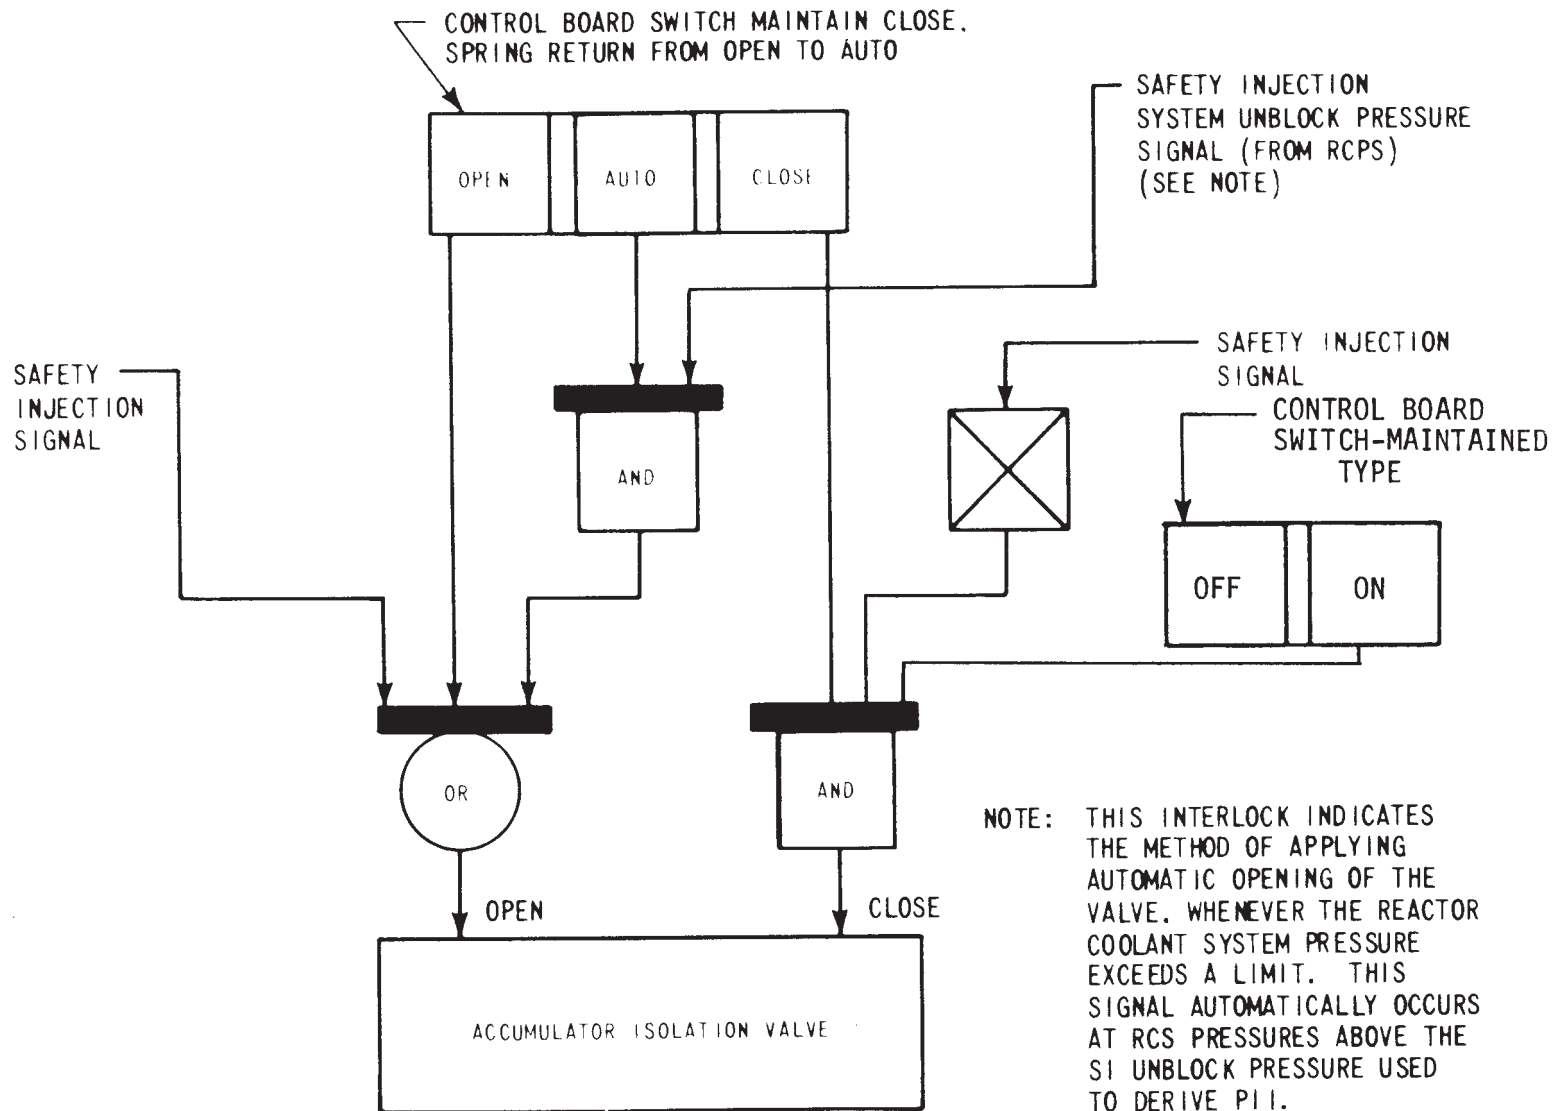 CONTROL BOARD SWITCH MAINTAIN CLOSE.
SPRING RETURN FROM OPEN TO AUTO
SAFETY INJECTION
SYSTEM UNBLOCK PRESSURE
SIGNAL (FROM RCPS)
(SEE NOTE)
OPEN
AUTO
CLOSE
SAFETY INJECTION
SIGNAL
SAFETY
INJECTION
SIGNAL
CONTROL BOARD
SWITCH-MAINTAINED
TYPE
AND
OFF
ON
OR
AND
OPEN
CLOSE
ACCUMULATOR ISOLATION VALVE
NOTE: THIS INTERLOCK INDICATES
THE METHOD OF APPLYING
AUTOMATIC OPENING OF THE
VALVE. WHENEVER THE REACTOR
COOLANT SYSTEM PRESSURE
EXCEEDS A LIMIT. THIS
SIGNAL AUTOMATICALLY OCCURS
AT RCS PRESSURES ABOVE THE
SI UNBLOCK PRESSURE USED
TO DERIVE P11.